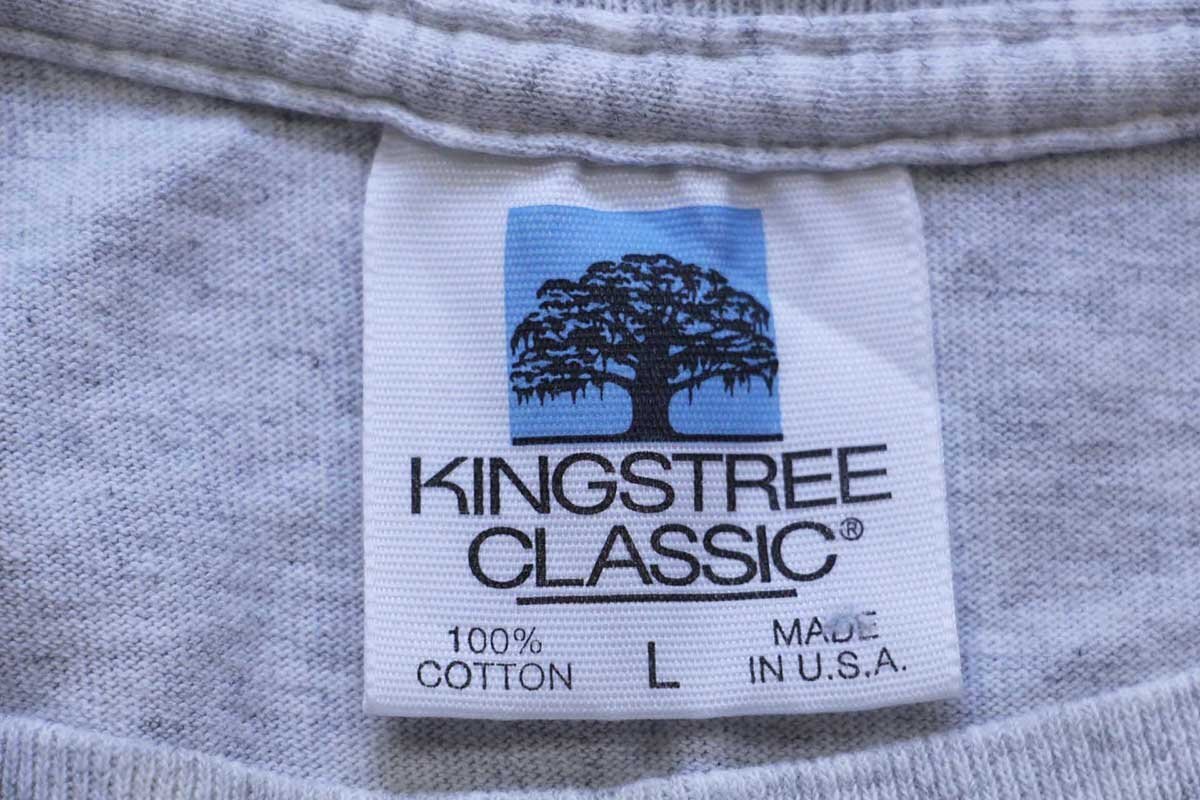 KINGSTREE
CLASSIC®
100%
COTTON
L
MADE
IN U.S.A.